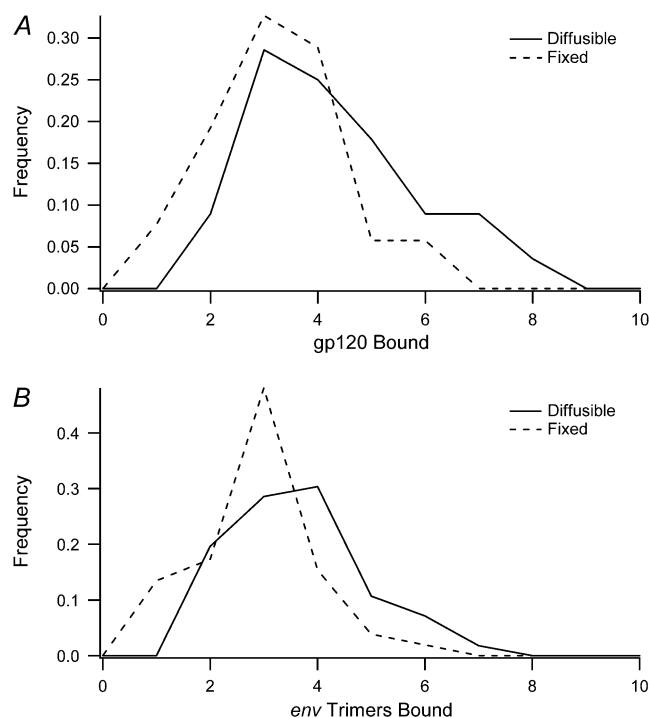 A
Diffusible
Fixed
Frequency
0.30
0.25
0.20
0.15
0.10
0.05
0.00
0 2 4 6 8 10
gp120 Bound
B
Diffusible
Fixed
Frequency
0.4
0.3
0.2
0.1
0.0
0 2 4 6 8 10
env Trimers Bound